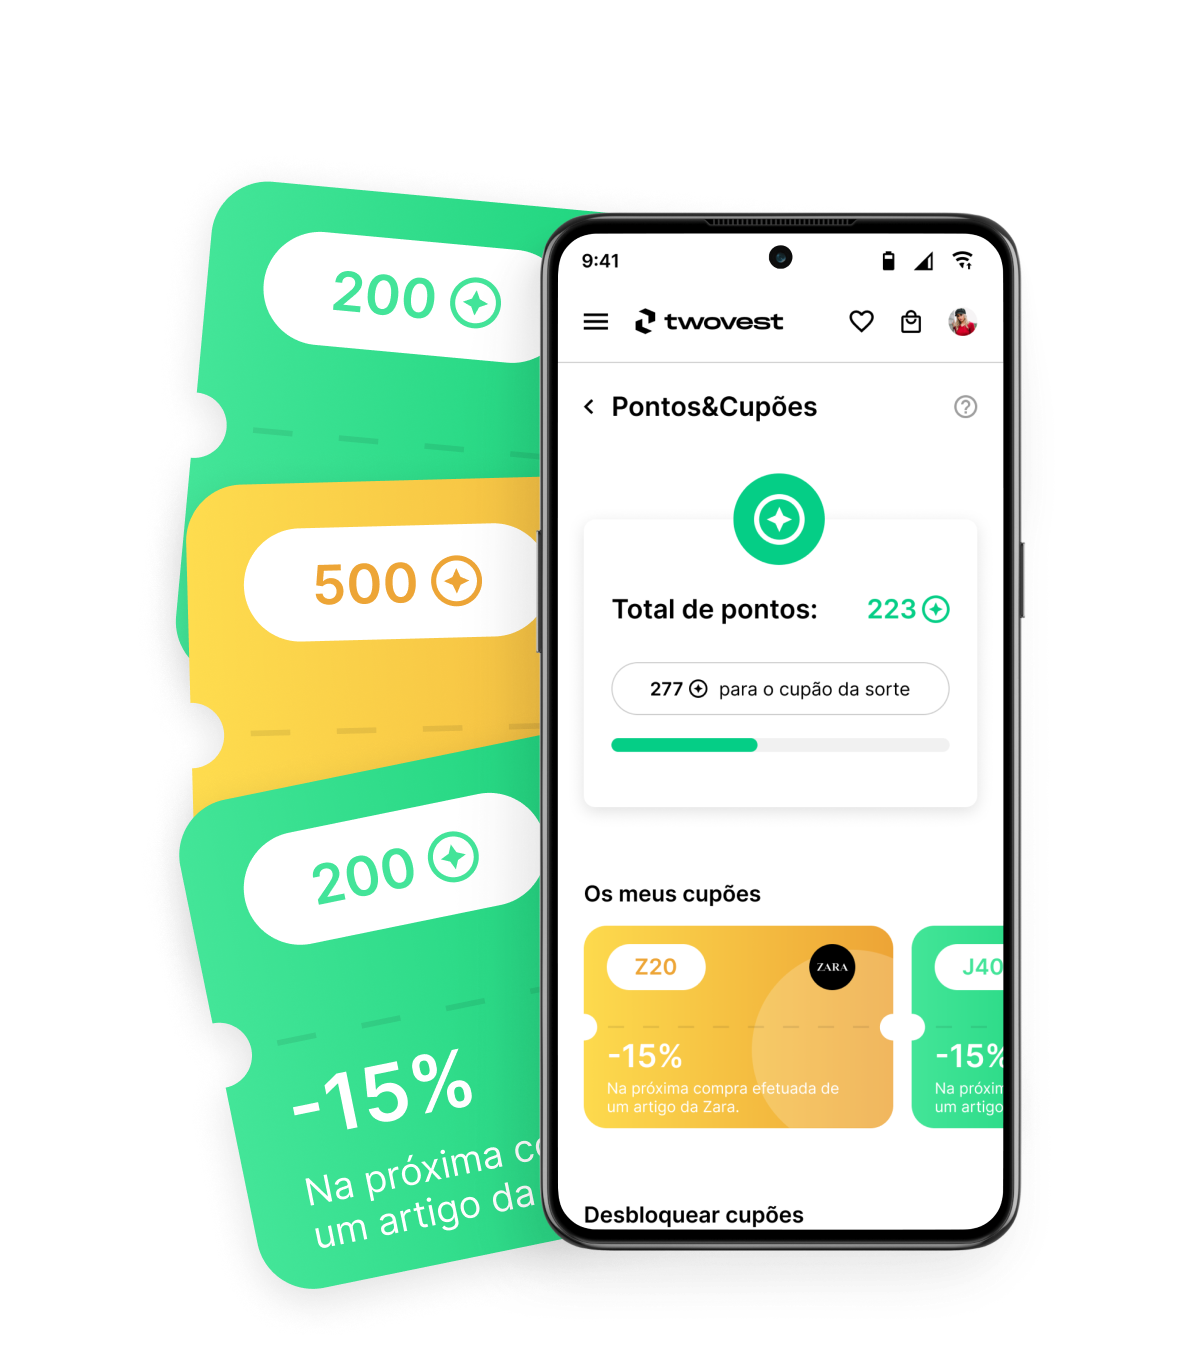 200
500
200
-15%
Na próxima
um artigo da
9:41
twovest
Pontos&Cupões
Total de pontos: 223
277 para o cupão da sorte
Os meus cupões
Z20 ZARA
-15%
Na próxima compra efetuada de
um artigo da Zara.
J40
-15%
Na
um artigo
Desbloquear cupões